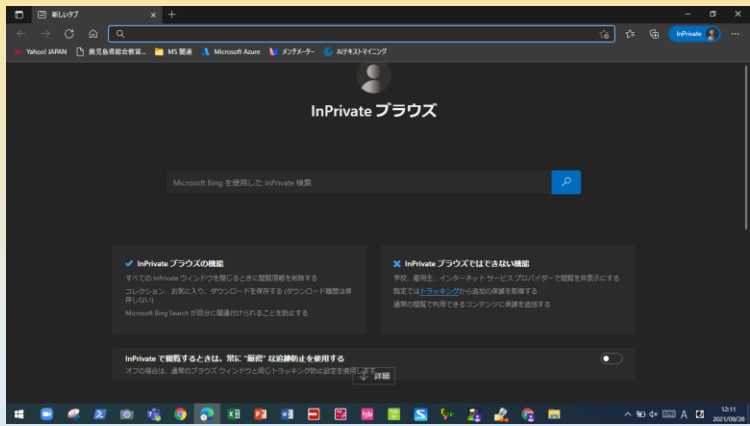 新しいタブ
InPrivate
Yahoo! JAPAN 鹿児島県総合教育... MS 関連 Microsoft Azure メンチメーター AIテキストマイニング
InPrivate ブラウズ
Microsoft Bing を使用した InPrivate 検索
InPrivate ブラウズの機能
すべての InPrivate ウィンドウを閉じるときに閲覧情報を削除する
コレクション、お気に入り、ダウンロードを保存する (ダウンロード履歴は保
存しない)
Microsoft Bing Search が自分に関連付けられることを防止する
InPrivate ブラウズではできない機能
学校、雇用主、インターネット サービス プロバイダーで閲覧を非表示にする
既定ではトラッキングから追加の保護を取得する
通常の閲覧で利用できるコンテンツに保護を追加する
InPrivate で閲覧するときは、常に "厳密" な追跡防止を使用する
オフの場合は、通常のブラウズ ウィンドウと同じトラッキング防止設定を使用します
詳細
A
12:11
2021/09/28